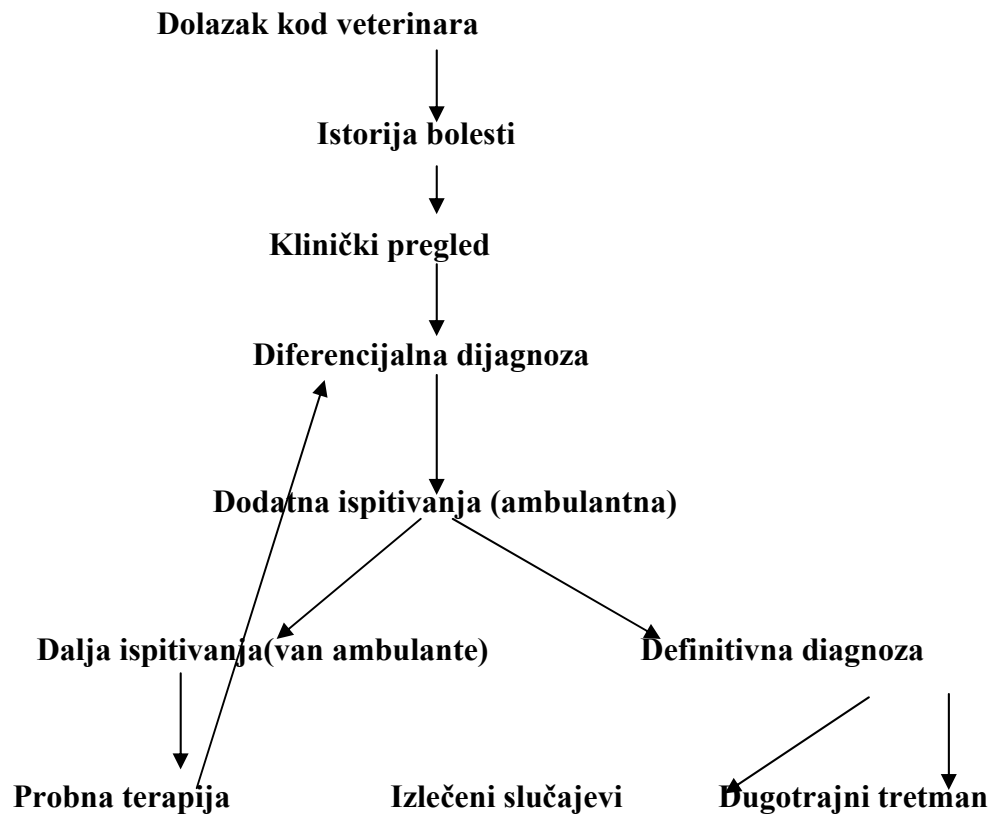 Dolazak kod veterinara
Istorija bolesti
Klinički pregled
Diferencijalna dijagnoza
Dodatna ispitivanja (ambulantna)
Dalja ispitivanja(van ambulante)
Definitivna diagnoza
Probna terapija
Izlečeni slučajevi
Dugotrajni tretman